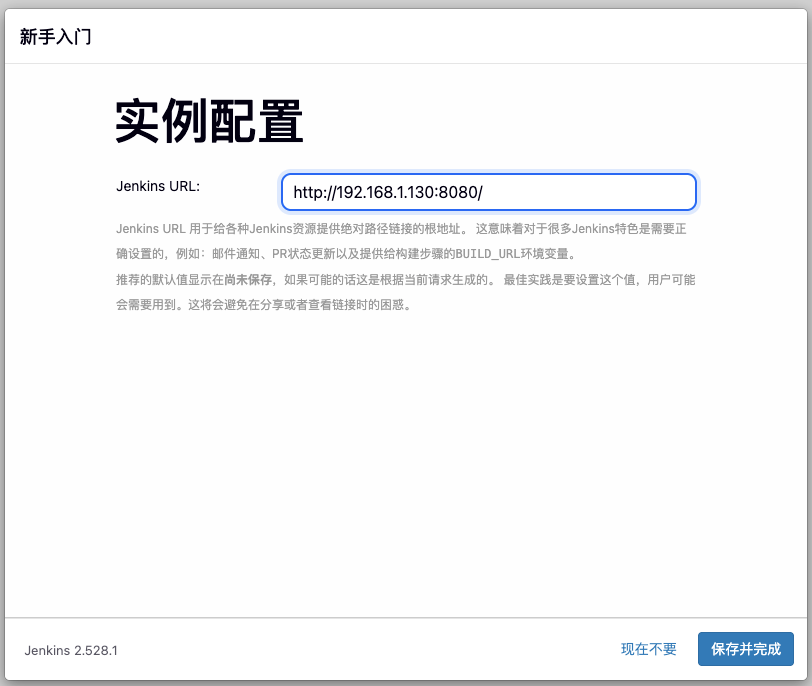 新手入门
实例配置
Jenkins URL:
http://192.168.1.130:8080/
Jenkins URL 用于给各种Jenkins资源提供绝对路径链接的根地址。 这意味着对于很多Jenkins特色是需要正
确设置的，例如：邮件通知、PR状态更新以及提供给构建步骤的BUILD_URL环境变量。
推荐的默认值显示在尚未保存，如果可能的话这是根据当前请求生成的。 最佳实践是要设置这个值，用户可能
会需要用到。这将会避免在分享或者查看链接时的困惑。
Jenkins 2.528.1
现在不要
保存并完成